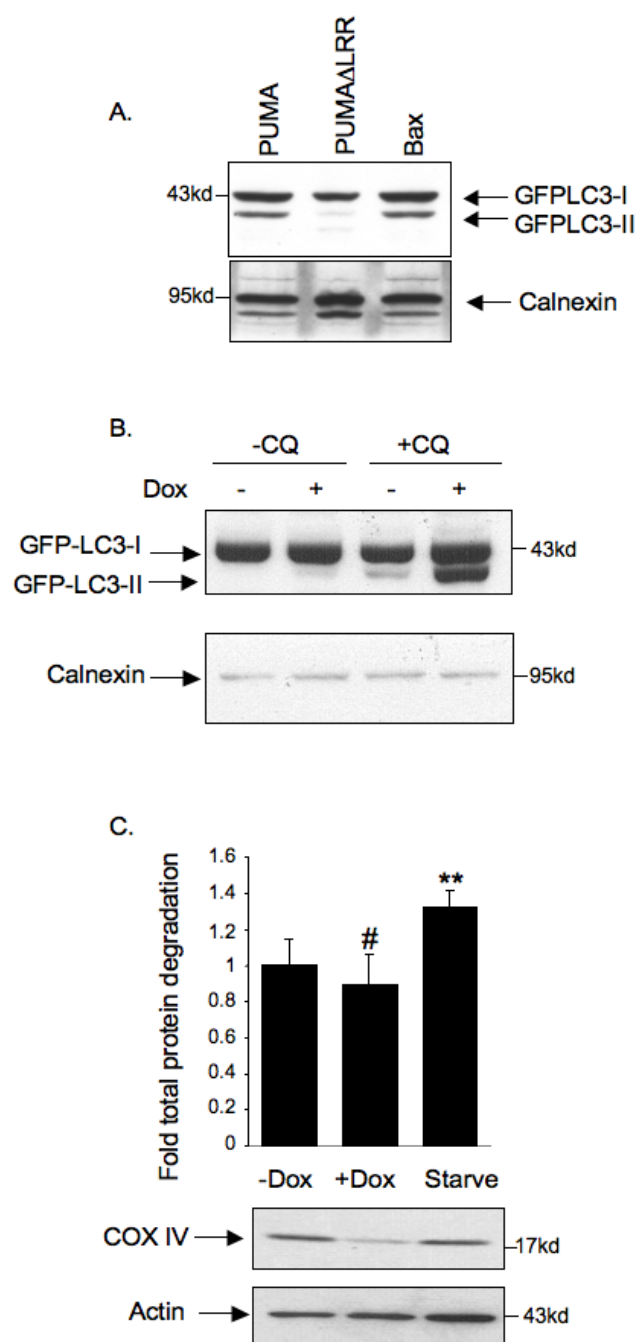 A.
PUMA
PUMAΔLRR
Bax
43kd
GFPLC3-I
GFPLC3-II
95kd
Calnexin
B.
-CQ +CQ
Dox - + - +
GFP-LC3-I
43kd
GFP-LC3-II
Calnexin
95kd
C.
Fold total protein degradation
1.6
1.4
1.2
1
0.8
0.6
0.4
0.2
0
#
**
-Dox +Dox Starve
COX IV
17kd
Actin
43kd